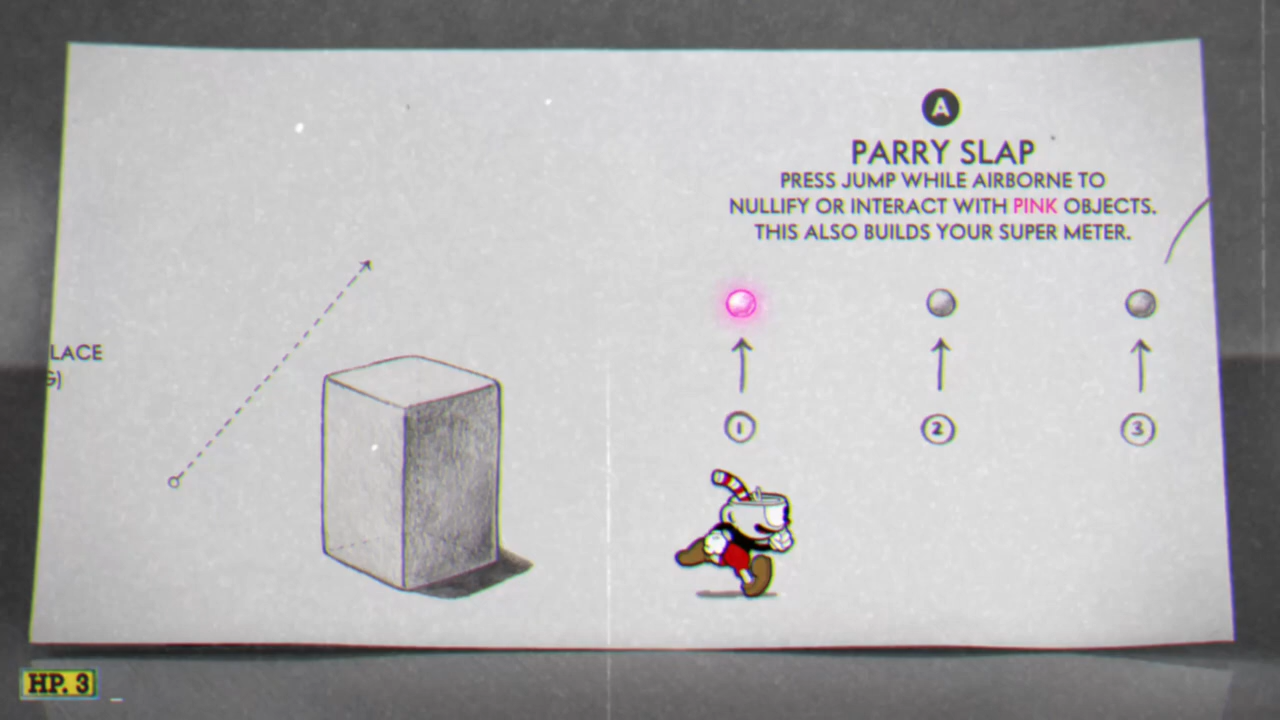 LACE
G)
A
PARRY SLAP
PRESS JUMP WHILE AIRBORNE TO
NULLIFY OR INTERACT WITH PINK OBJECTS.
THIS ALSO BUILDS YOUR SUPER METER.
1 2 3
HP. 3